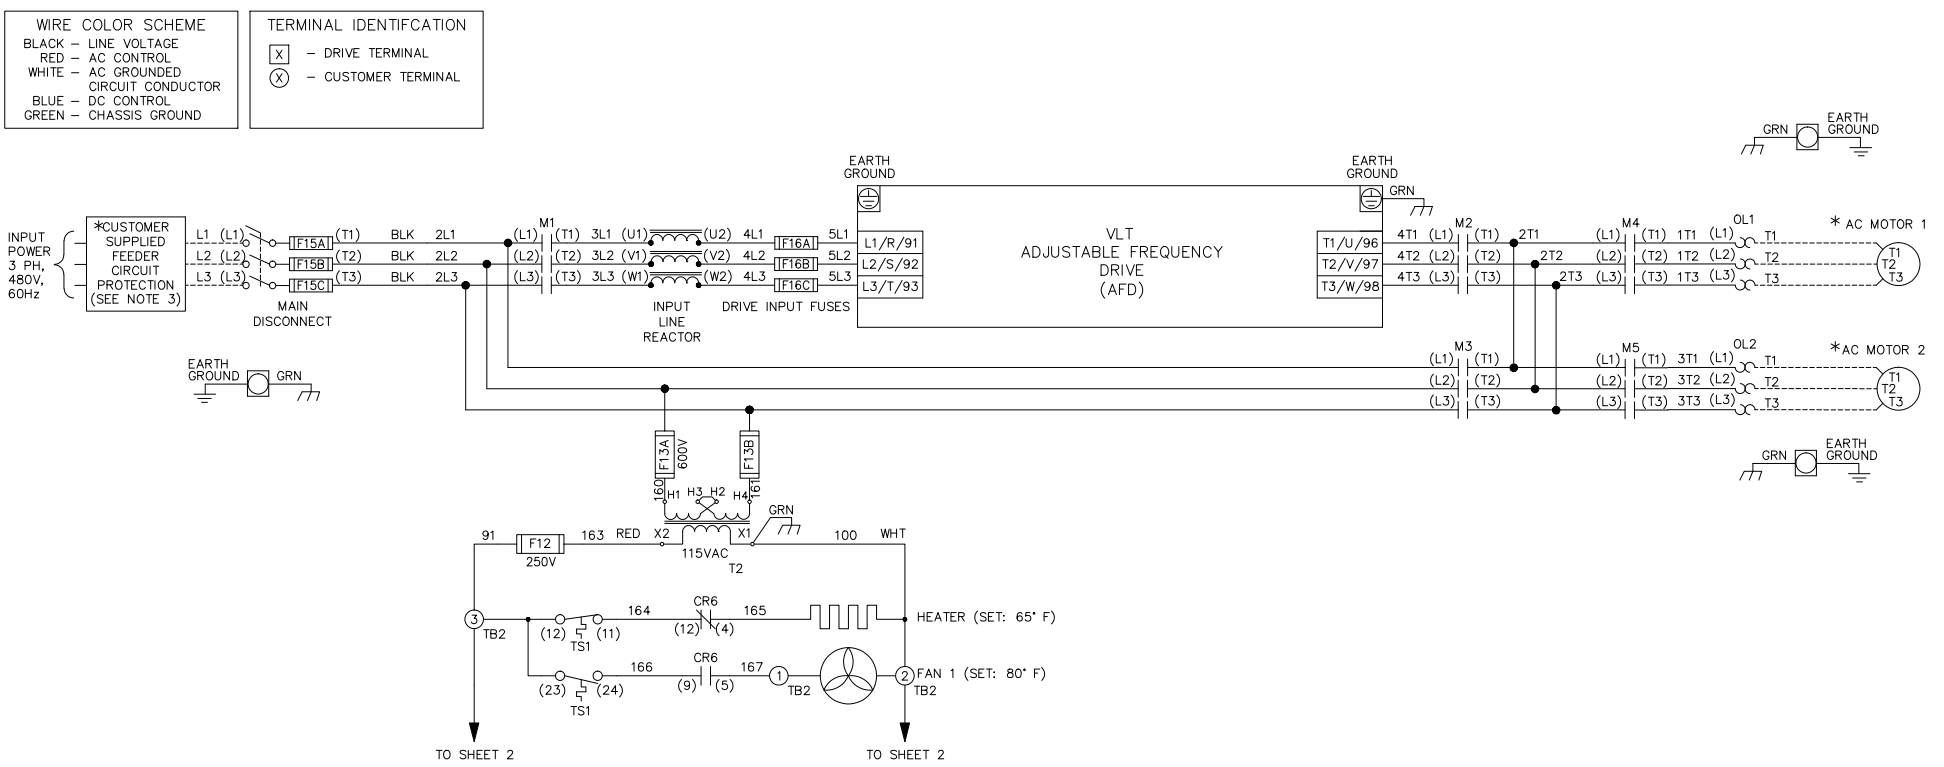 WIRE COLOR SCHEME
BLACK – LINE VOLTAGE
RED – AC CONTROL
WHITE – AC GROUNDED
CIRCUIT CONDUCTOR
BLUE – DC CONTROL
GREEN – CHASSIS GROUND
TERMINAL IDENTIFCATION
X – DRIVE TERMINAL
X – CUSTOMER TERMINAL
INPUT
POWER
3 PH,
480V,
60Hz
*CUSTOMER
SUPPLIED
FEEDER
CIRCUIT
PROTECTION
(SEE NOTE 3)
L1 (L1) F15A (T1) BLK 2L1
L2 (L2) F15B (T2) BLK 2L2
L3 (L3) F15C (T3) BLK 2L3
MAIN
DISCONNECT
M1
(L1) (T1) 3L1 (U1) (U2) 4L1 F16A 5L1
(L2) (T2) 3L2 (V1) (V2) 4L2 F16B 5L2
(L3) (T3) 3L3 (W1) (W2) 4L3 F16C 5L3
INPUT
LINE
REACTOR
DRIVE INPUT FUSES
EARTH
GROUND
L1/R/91
L2/S/92
L3/T/93
VLT
ADJUSTABLE FREQUENCY
DRIVE
(AFD)
EARTH
GROUND
GRN
T1/U/96
T2/V/97
T3/W/98
M2
4T1 (L1) (T1) 2T1
4T2 (L2) (T2) 2T2
4T3 (L3) (T3) 2T3
M4
(L1) (T1) 1T1 (L1) T1
(L2) (T2) 1T2 (L2) T2
(L3) (T3) 1T3 (L3) T3
OL1
* AC MOTOR 1
T1
T2
T3
GRN
EARTH
GROUND
EARTH
GROUND
GRN
M3
(L1) (T1)
(L2) (T2)
(L3) (T3)
M5
(L1) (T1) 3T1 (L1) T1
(L2) (T2) 3T2 (L2) T2
(L3) (T3) 3T3 (L3) T3
OL2
*AC MOTOR 2
T1
T2
T3
GRN
EARTH
GROUND
F13A
600V
F13B
160
161
H1 H3 H2 H4
GRN
91 F12 163 RED X2 X1 100 WHT
250V
115VAC
T2
3
TB2
164 CR6 165
(12) (11) (12) (4)
TS1
HEATER (SET: 65° F)
166 CR6 167
(23) (24) (9) (5)
TS1
1
TB2
2
TB2
FAN 1 (SET: 80° F)
TO SHEET 2
TO SHEET 2